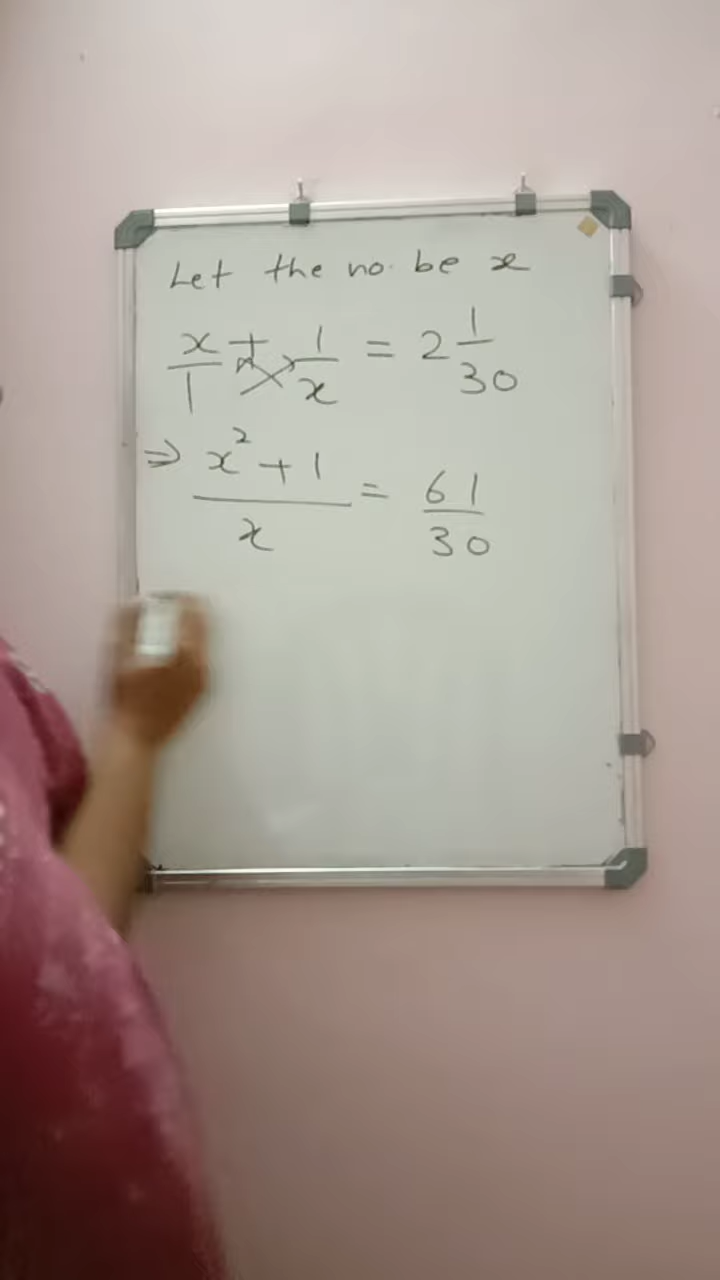 Let the no. be x
x/1 + 1/x = 2 1/30
⇒ x² + 1 / x = 61/30